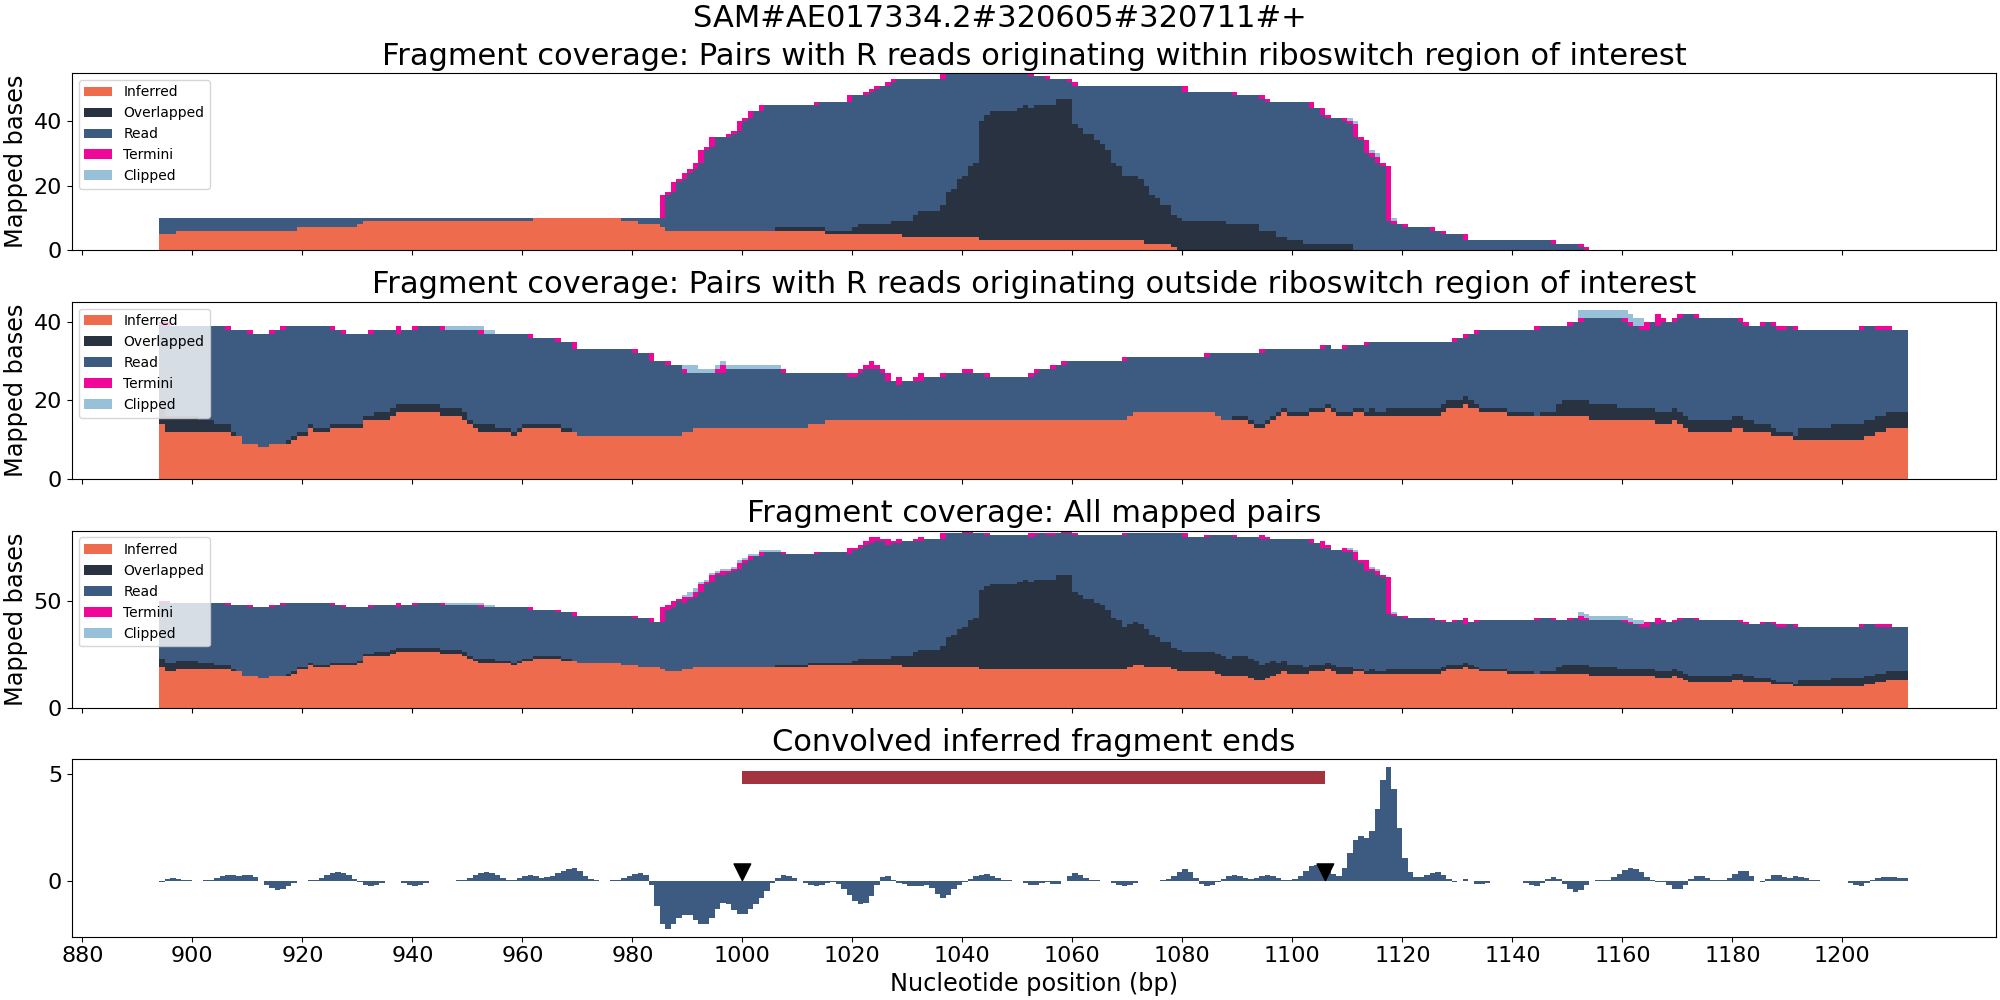 SAM#AE017334.2#320605#320711#+
Fragment coverage: Pairs with R reads originating within riboswitch region of interest
Mapped bases
40
20
0
Inferred
Overlapped
Read
Termini
Clipped
Fragment coverage: Pairs with R reads originating outside riboswitch region of interest
Mapped bases
40
20
0
Inferred
Overlapped
Read
Termini
Clipped
Fragment coverage: All mapped pairs
Mapped bases
50
0
Inferred
Overlapped
Read
Termini
Clipped
Convolved inferred fragment ends
5
0
880 900 920 940 960 980 1000 1020 1040 1060 1080 1100 1120 1140 1160 1180 1200
Nucleotide position (bp)